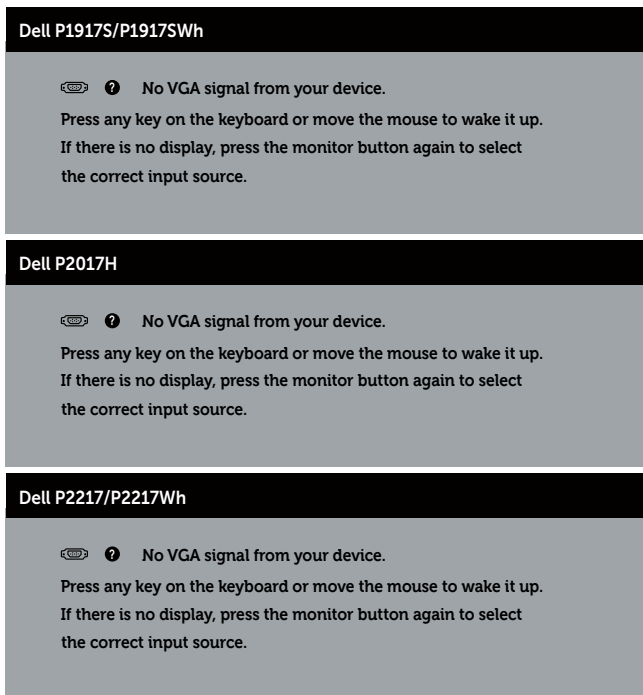 Dell P1917S/P1917SWh
No VGA signal from your device.
Press any key on the keyboard or move the mouse to wake it up.
If there is no display, press the monitor button again to select
the correct input source.
Dell P2017H
No VGA signal from your device.
Press any key on the keyboard or move the mouse to wake it up.
If there is no display, press the monitor button again to select
the correct input source.
Dell P2217/P2217Wh
No VGA signal from your device.
Press any key on the keyboard or move the mouse to wake it up.
If there is no display, press the monitor button again to select
the correct input source.